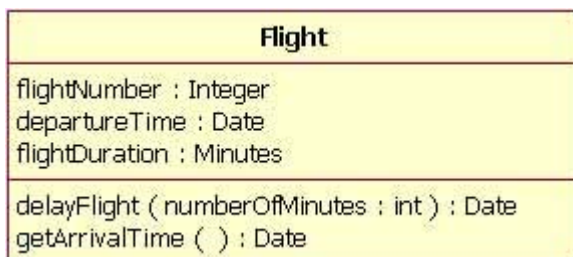 Flight
flightNumber : Integer
departureTime : Date
flightDuration : Minutes
delayFlight ( numberOfMinutes : int ) : Date
getArrivalTime ( ) : Date